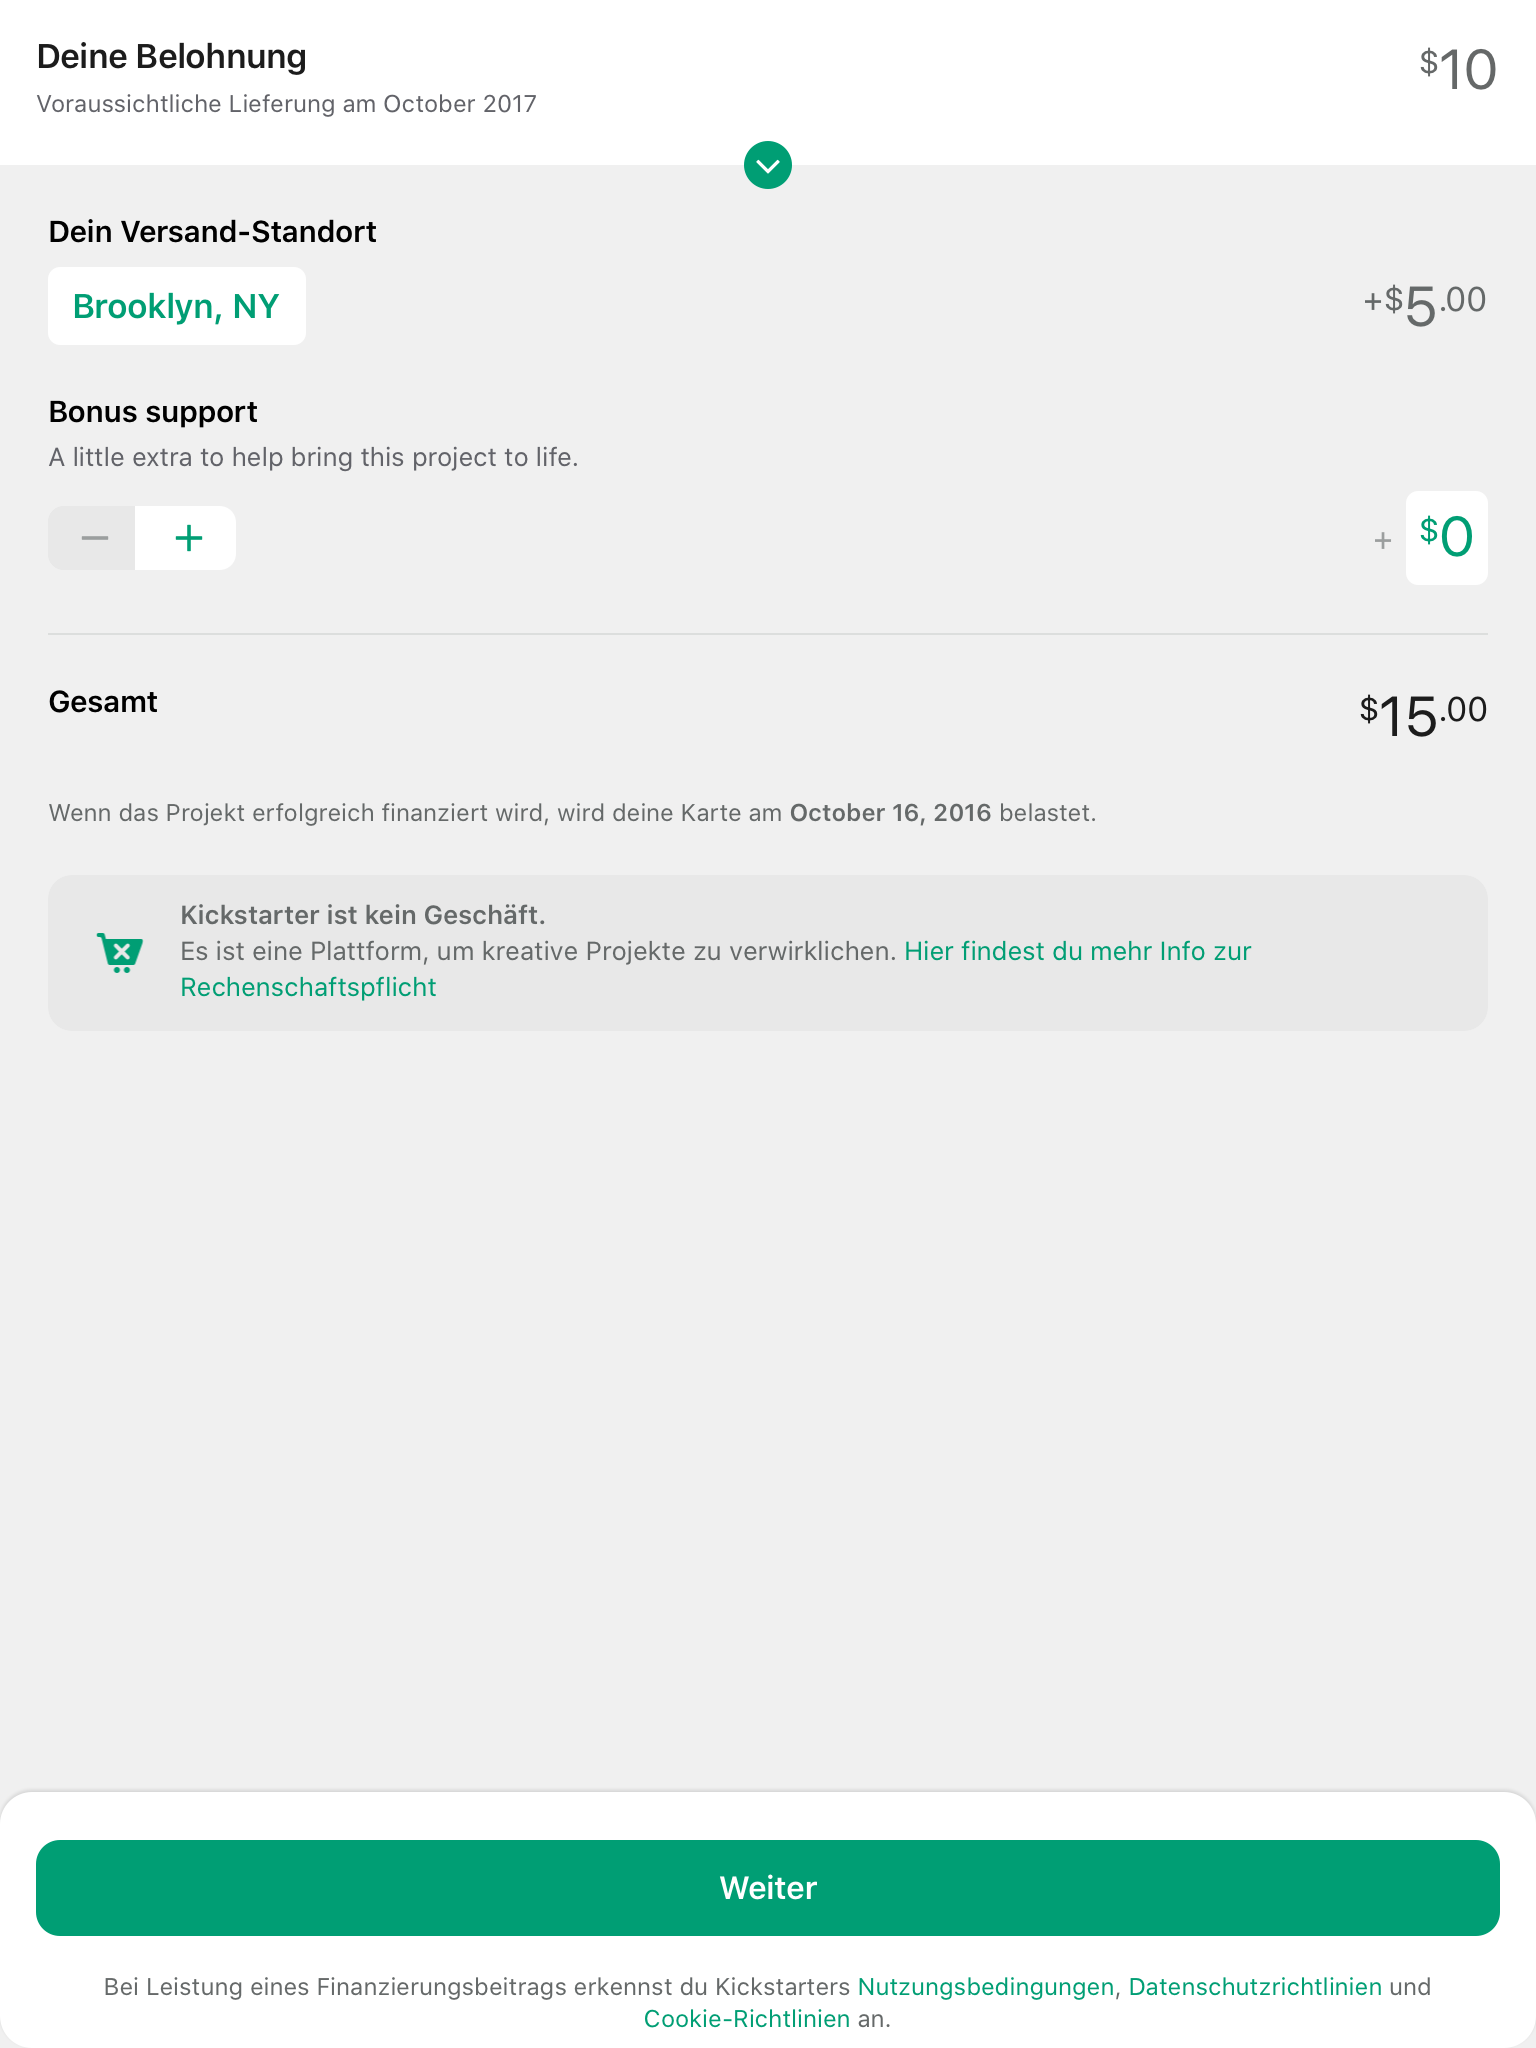 Deine Belohnung
$10
Voraussichtliche Lieferung am October 2017
Dein Versand-Standort
Brooklyn, NY
+$5.00
Bonus support
A little extra to help bring this project to life.
− +
+ $0
Gesamt
$15.00
Wenn das Projekt erfolgreich finanziert wird, wird deine Karte am October 16, 2016 belastet.
Kickstarter ist kein Geschäft.
Es ist eine Plattform, um kreative Projekte zu verwirklichen. Hier findest du mehr Info zur
Rechenschaftspflicht
Weiter
Bei Leistung eines Finanzierungsbeitrags erkennst du Kickstarters Nutzungsbedingungen, Datenschutzrichtlinien und
Cookie-Richtlinien an.